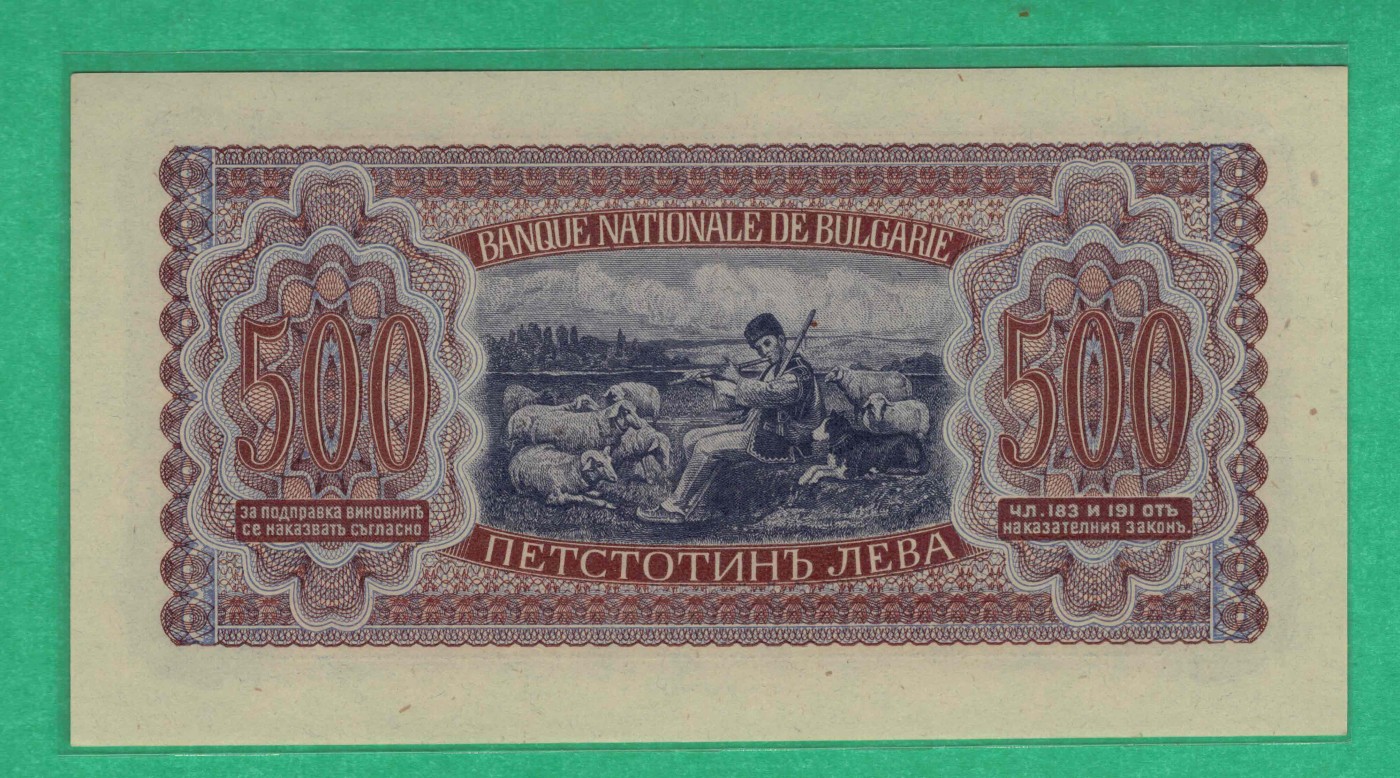 BANQUE NATIONALE DE BULGARIE
500
500
ЗА ПОДПРАВКА ВИНОВНИТѢ
СЕ НАКАЗВАТЪ СЪГЛАСНО
ЧЛ.183 И 191 ОТЪ
НАКАЗАТЕЛНИЯ ЗАКОНЪ.
ПЕТСТОТИНЪ ЛЕВА